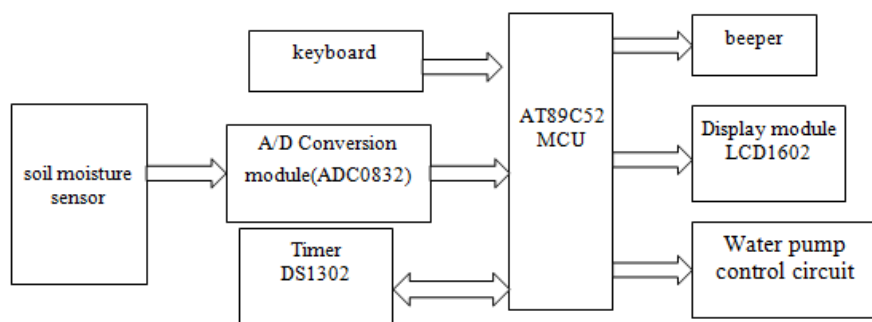 keyboard
beeper
AT89C52
MCU
soil moisture
sensor
A/D Conversion
module(ADC0832)
Display module
LCD1602
Timer
DS1302
Water pump
control circuit